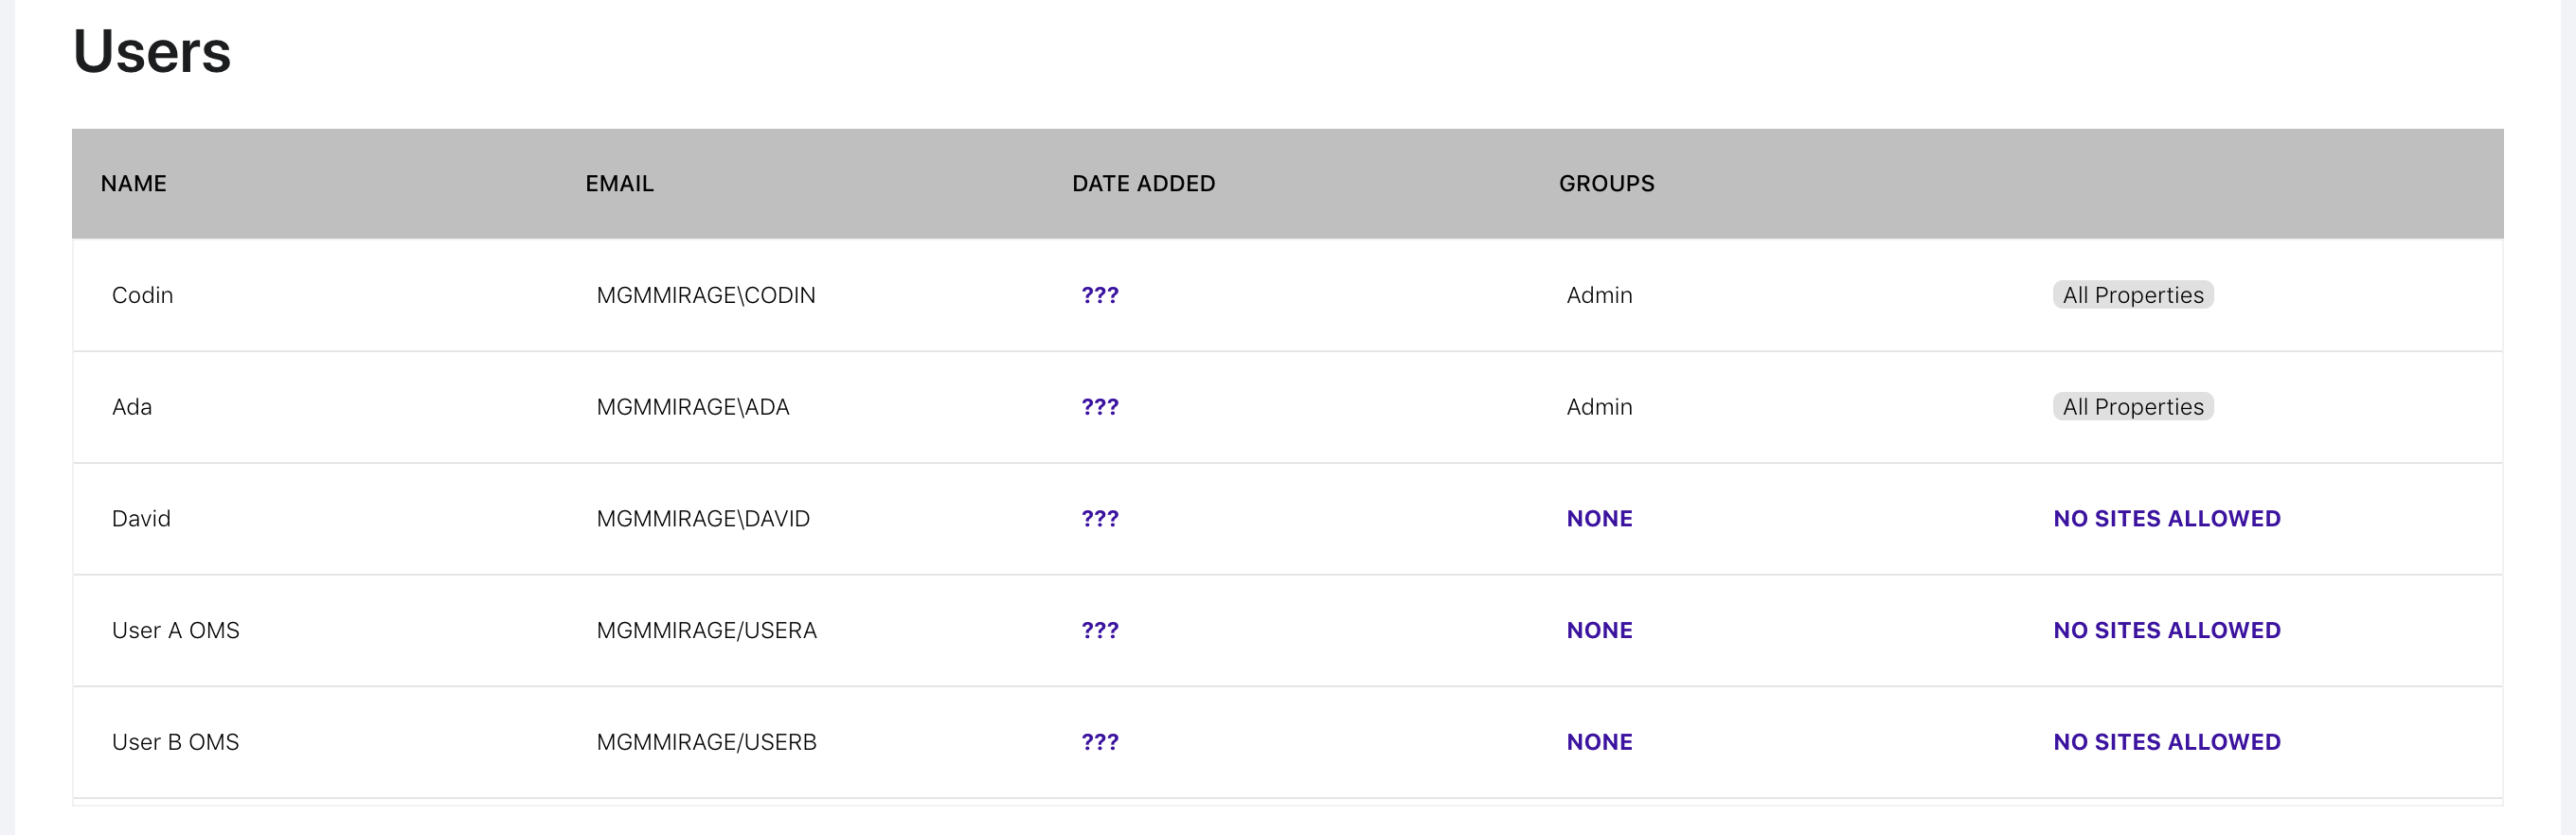 Users
NAME EMAIL DATE ADDED GROUPS
Codin MGMMIRAGE\CODIN ??? Admin All Properties
Ada MGMMIRAGE\ADA ??? Admin All Properties
David MGMMIRAGE\DAVID ??? NONE NO SITES ALLOWED
User A OMS MGMMIRAGE/USERA ??? NONE NO SITES ALLOWED
User B OMS MGMMIRAGE/USERB ??? NONE NO SITES ALLOWED